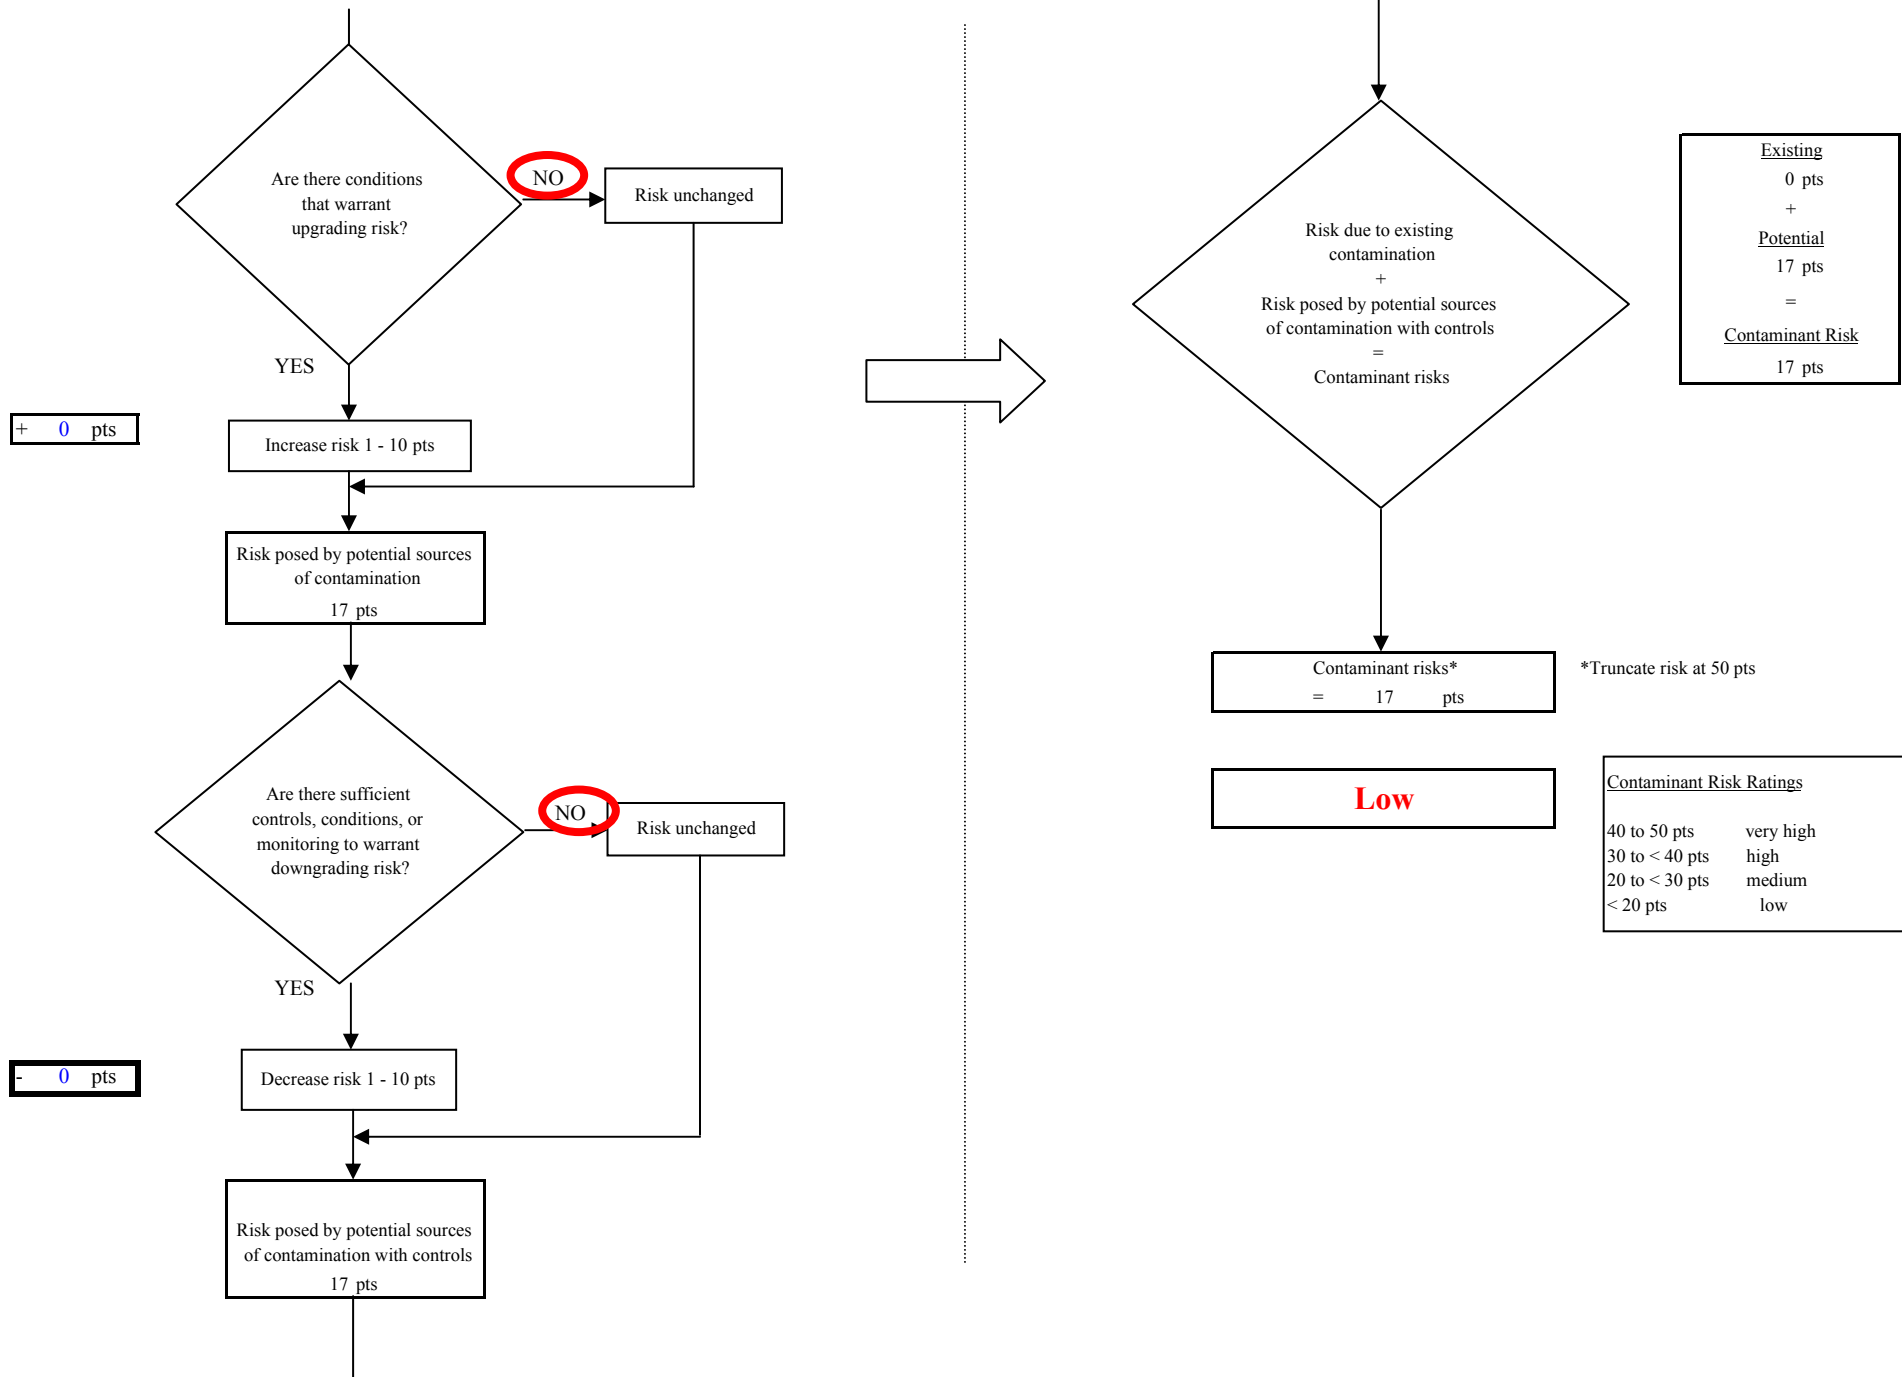 Are there conditions
that warrant
upgrading risk?
NO
Risk unchanged
YES
+ 0 pts
Increase risk 1 - 10 pts
Risk posed by potential sources
of contamination
17 pts
Are there sufficient
controls, conditions, or
monitoring to warrant
downgrading risk?
NO
Risk unchanged
YES
- 0 pts
Decrease risk 1 - 10 pts
Risk posed by potential sources
of contamination with controls
17 pts
Risk due to existing
contamination
+
Risk posed by potential sources
of contamination with controls
=
Contaminant risks
Existing
0 pts
+
Potential
17 pts
=
Contaminant Risk
17 pts
Contaminant risks*
= 17 pts
*Truncate risk at 50 pts
Low
Contaminant Risk Ratings
40 to 50 pts very high
30 to < 40 pts high
20 to < 30 pts medium
< 20 pts low